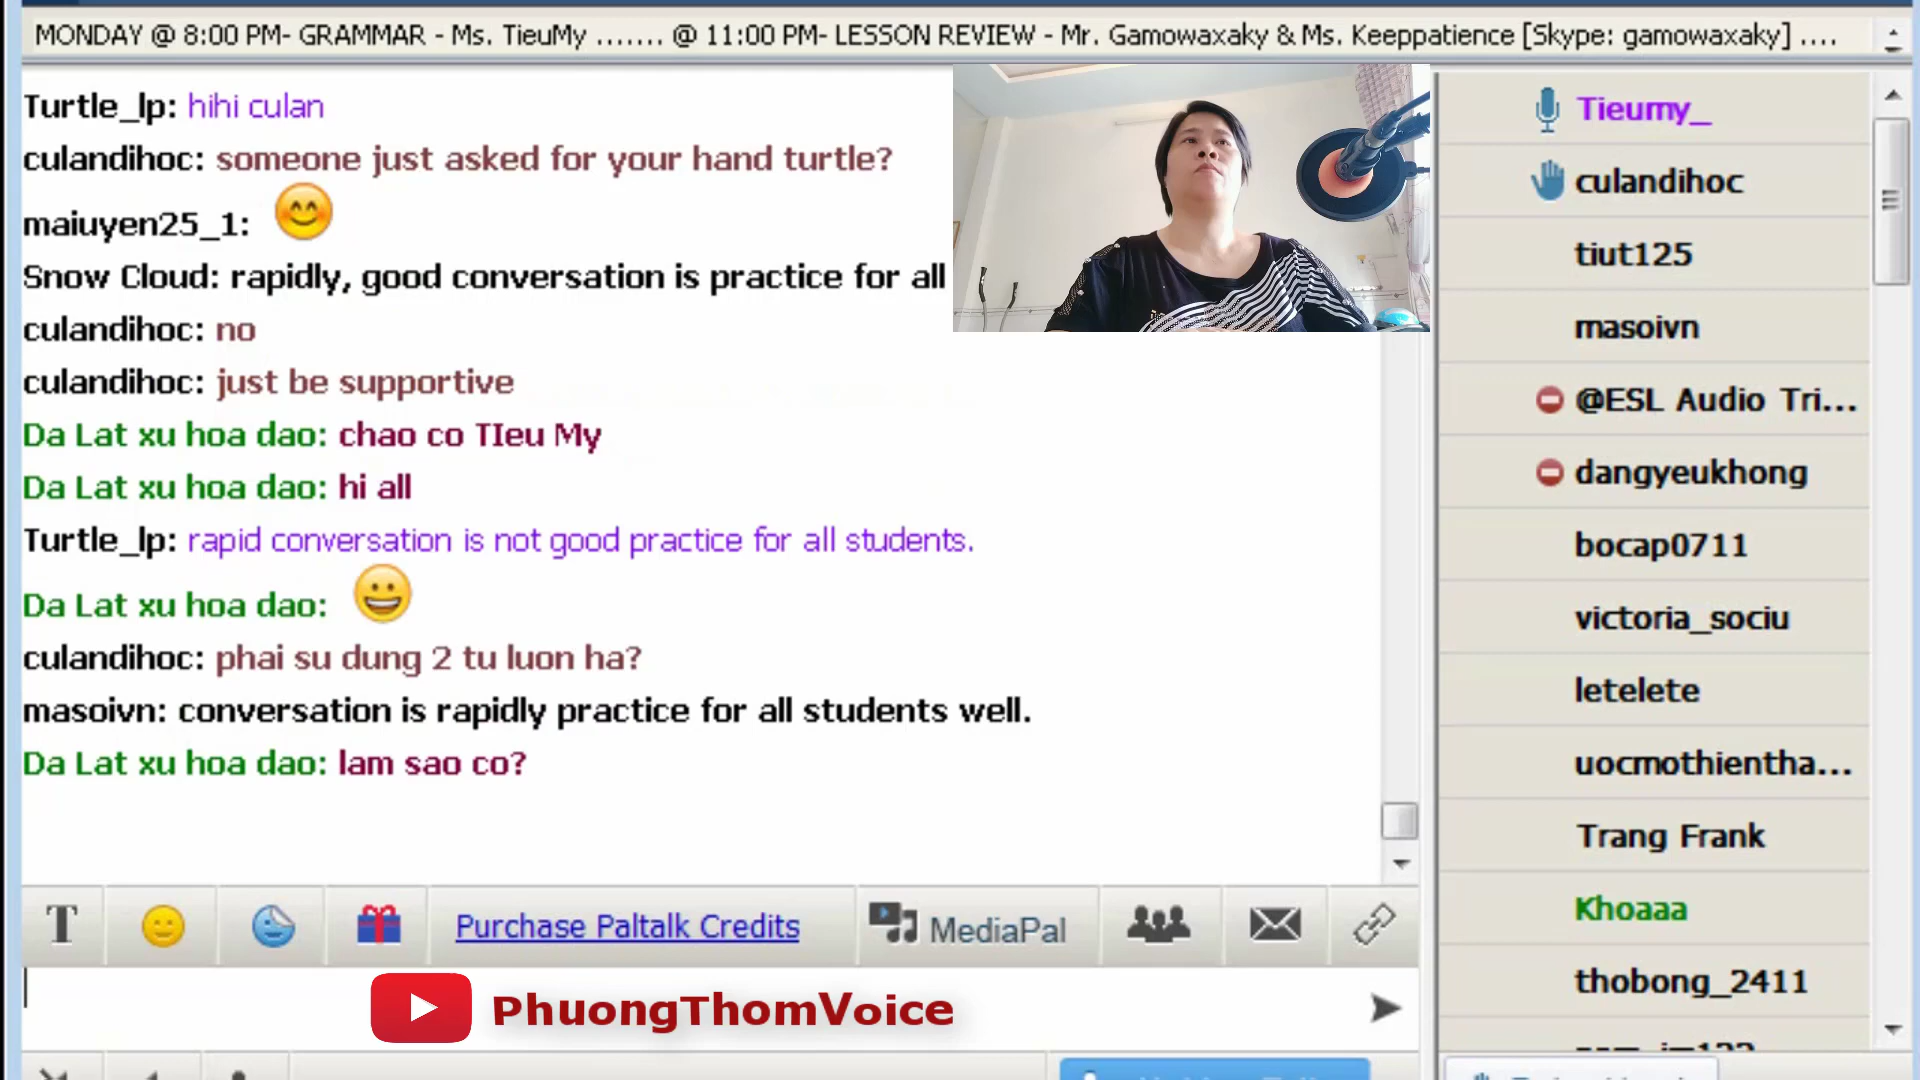 MONDAY @ 8:00 PM- GRAMMAR - Ms. TieuMy ....... @ 11:00 PM- LESSON REVIEW - Mr. Gamowaxaky & Ms. Keeppatience [Skype: gamowaxaky] ....
Turtle_lp: hihi culan
culandihoc: someone just asked for your hand turtle?
maiuyen25_1:
Snow Cloud: rapidly, good conversation is practice for all
culandihoc: no
culandihoc: just be supportive
Da Lat xu hoa dao: chao co TIeu My
Da Lat xu hoa dao: hi all
Turtle_lp: rapid conversation is not good practice for all students.
Da Lat xu hoa dao:
culandihoc: phai su dung 2 tu luon ha?
masoivn: conversation is rapidly practice for all students well.
Da Lat xu hoa dao: lam sao co?
T
Purchase Paltalk Credits
MediaPal
PhuongThomVoice
Tieumy_
culandihoc
tiut125
masoivn
@ESL Audio Tri...
dangyeukhong
bocap0711
victoria_sociu
letelete
uocmothientha...
Trang Frank
Khoaaa
thobong_2411